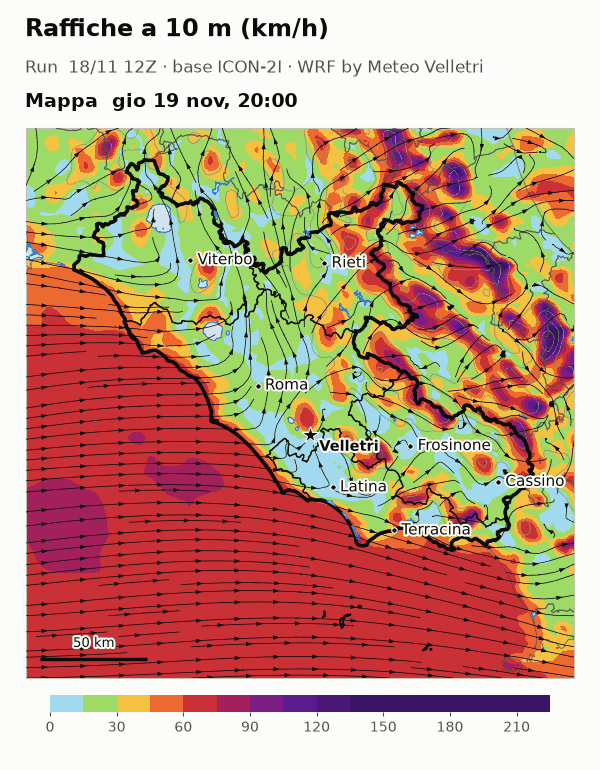 Raffiche a 10 m (km/h)
Run 18/11 12Z · base ICON-2I · WRF by Meteo Velletri
Mappa gio 19 nov, 20:00
Viterbo
Rieti
Roma
Velletri
Frosinone
Cassino
Latina
Terracina
50 km
0 30 60 90 120 150 180 210